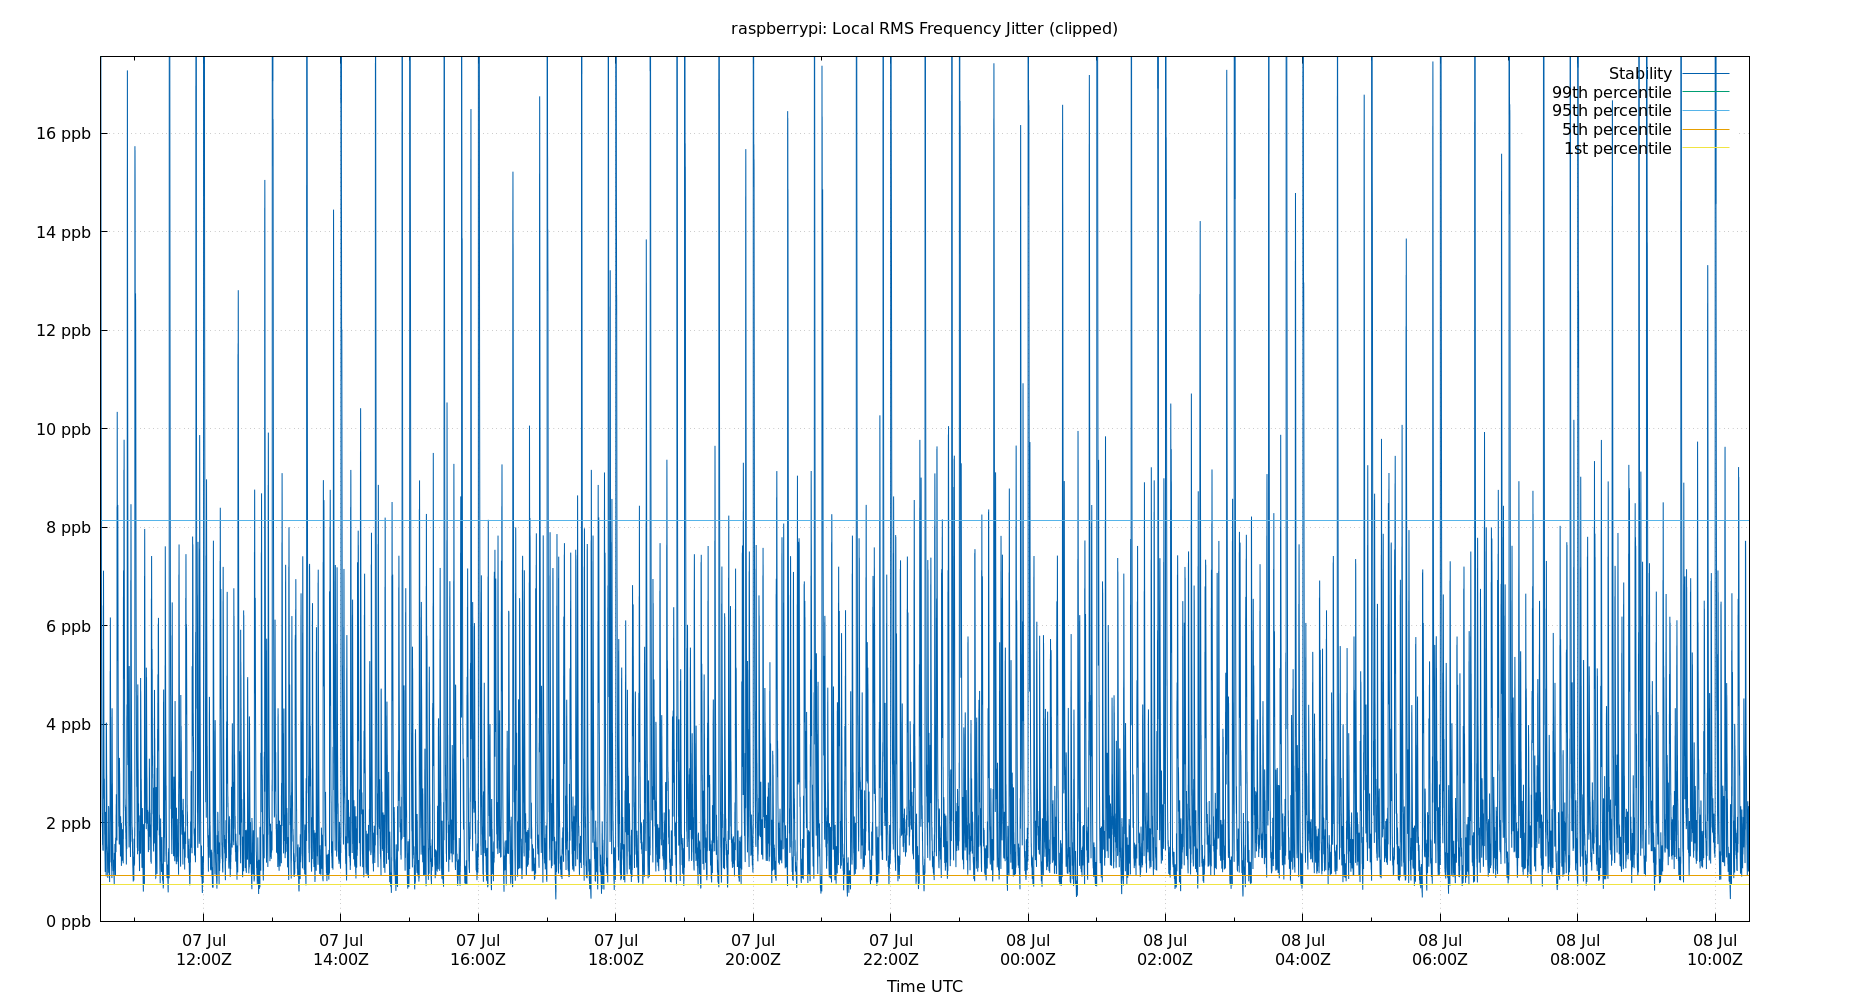 raspberrypi: Local RMS Frequency Jitter (clipped)
Stability
99th percentile
95th percentile
5th percentile
1st percentile
16 ppb
14 ppb
12 ppb
10 ppb
8 ppb
6 ppb
4 ppb
2 ppb
0 ppb
07 Jul 07 Jul 07 Jul 07 Jul 07 Jul 07 Jul 08 Jul 08 Jul 08 Jul 08 Jul 08 Jul 08 Jul
12:00Z 14:00Z 16:00Z 18:00Z 20:00Z 22:00Z 00:00Z 02:00Z 04:00Z 06:00Z 08:00Z 10:00Z
Time UTC